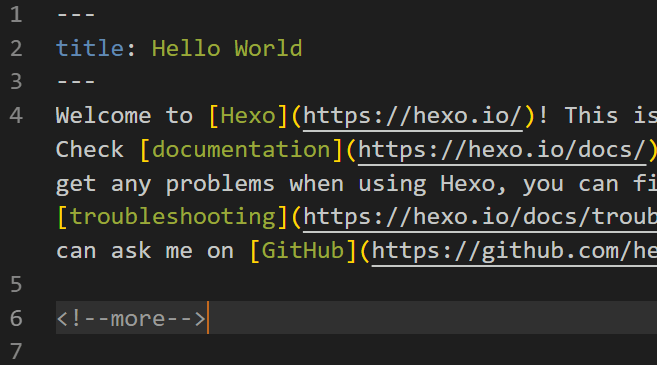 1 ---
2 title: Hello World
3 ---
4 Welcome to [Hexo](https://hexo.io/)! This is
Check [documentation](https://hexo.io/docs/)
get any problems when using Hexo, you can fi
[troubleshooting](https://hexo.io/docs/troub
can ask me on [GitHub](https://github.com/he
5
6 <!--more-->
7